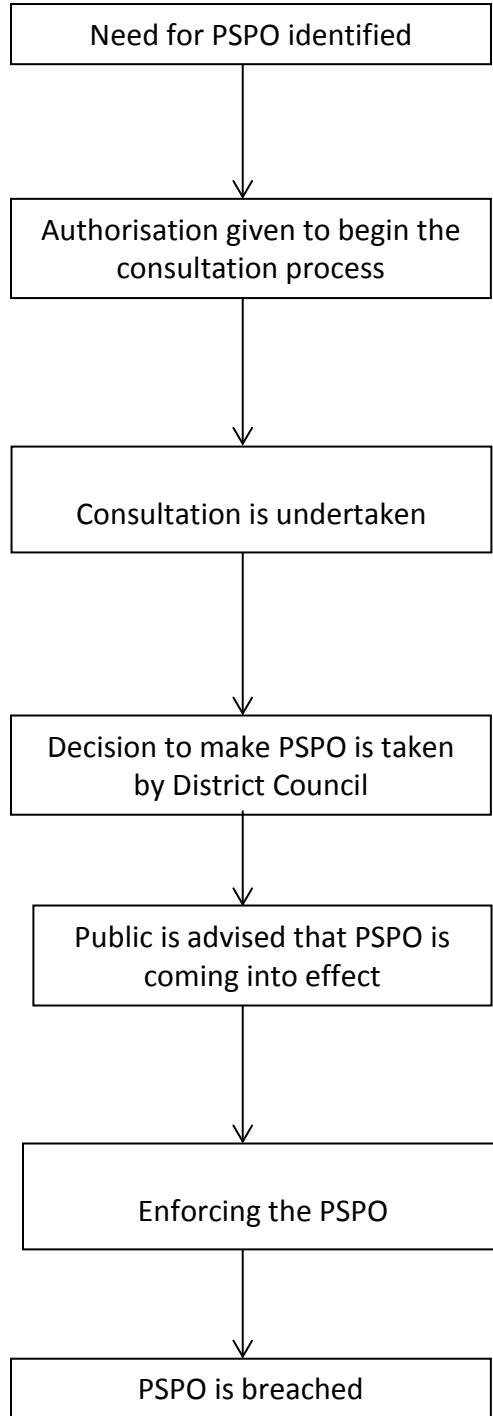 Need for PSPO identified
Authorisation given to begin the
consultation process
Consultation is undertaken
Decision to make PSPO is taken
by District Council
Public is advised that PSPO is
coming into effect
Enforcing the PSPO
PSPO is breached